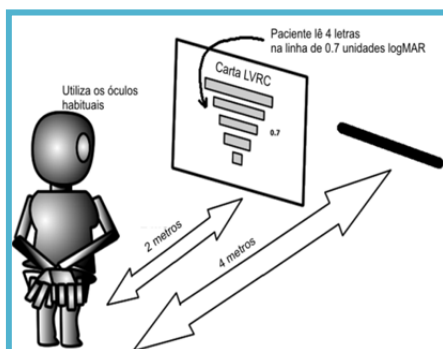 Paciente lê 4 letras
na linha de 0.7 unidades logMAR
Carta LVRC
Utiliza os óculos
habituais
0.7
2 metros
4 metros